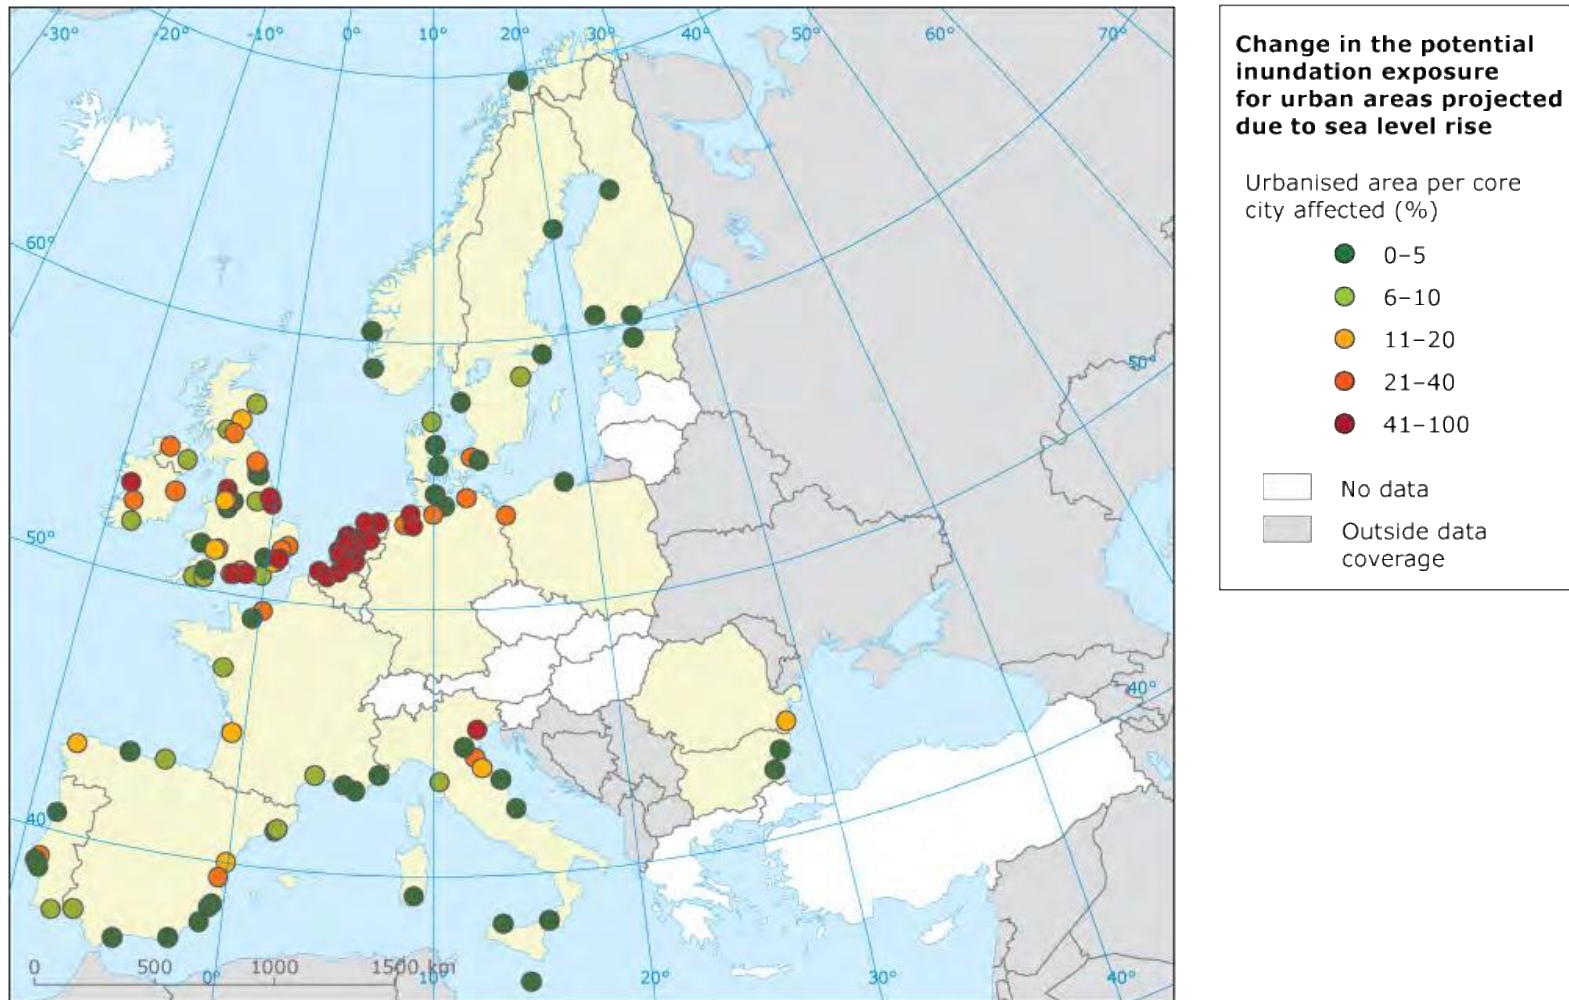 -30° -20° -10° 0° 10° 20° 30° 50° 60° 70°
60°
50°
50°
40°
40
0 500 1000 1500 km
0° 10° 20° 30° 40°
Change in the potential
inundation exposure
for urban areas projected
due to sea level rise
Urbanised area per core
city affected (%)
0–5
6–10
11–20
21–40
41–100
No data
Outside data
coverage